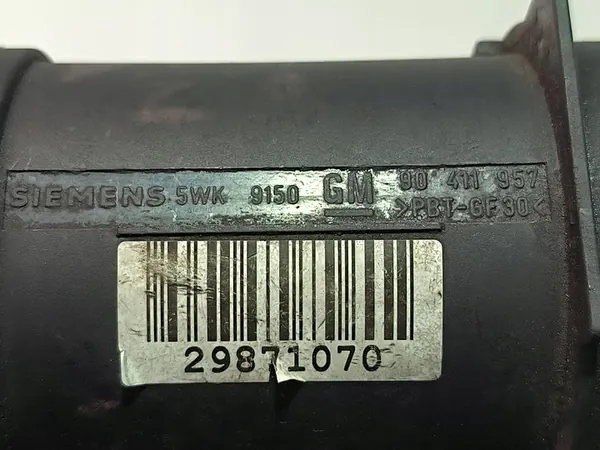 SIEMENS 5WK 9150 GM 90 411 957
>PBT-GF30<
29871070